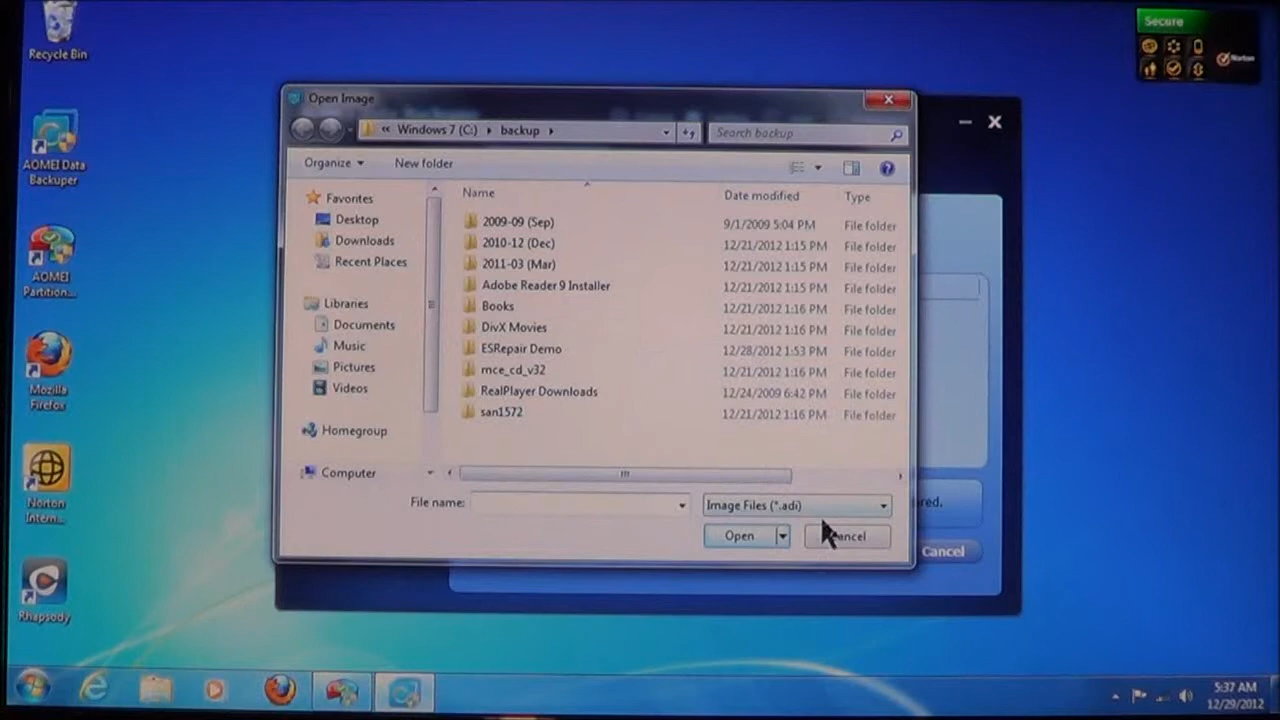 Recycle Bin
AOMEI Data
Backuper
AOMEI
Partition...
Mozilla
Firefox
Norton
Intern...
Rhapsody
Secure
Norton
Open Image
« Windows 7 (C:) ▸ backup ▸
Search backup
Organize
New folder
Favorites
Desktop
Downloads
Recent Places
Libraries
Documents
Music
Pictures
Videos
Homegroup
Computer
Name Date modified Type
2009-09 (Sep) 9/1/2009 5:04 PM File folder
2010-12 (Dec) 12/21/2012 1:15 PM File folder
2011-03 (Mar) 12/21/2012 1:15 PM File folder
Adobe Reader 9 Installer 12/21/2012 1:15 PM File folder
Books 12/21/2012 1:16 PM File folder
DivX Movies 12/21/2012 1:16 PM File folder
ESRepair Demo 12/28/2012 1:53 PM File folder
mce_cd_v32 12/21/2012 1:16 PM File folder
RealPlayer Downloads 12/24/2009 6:42 PM File folder
san1572 12/21/2012 1:16 PM File folder
File name:
Image Files (*.adi)
Open
Cancel
Cancel
5:37 AM
12/29/2012